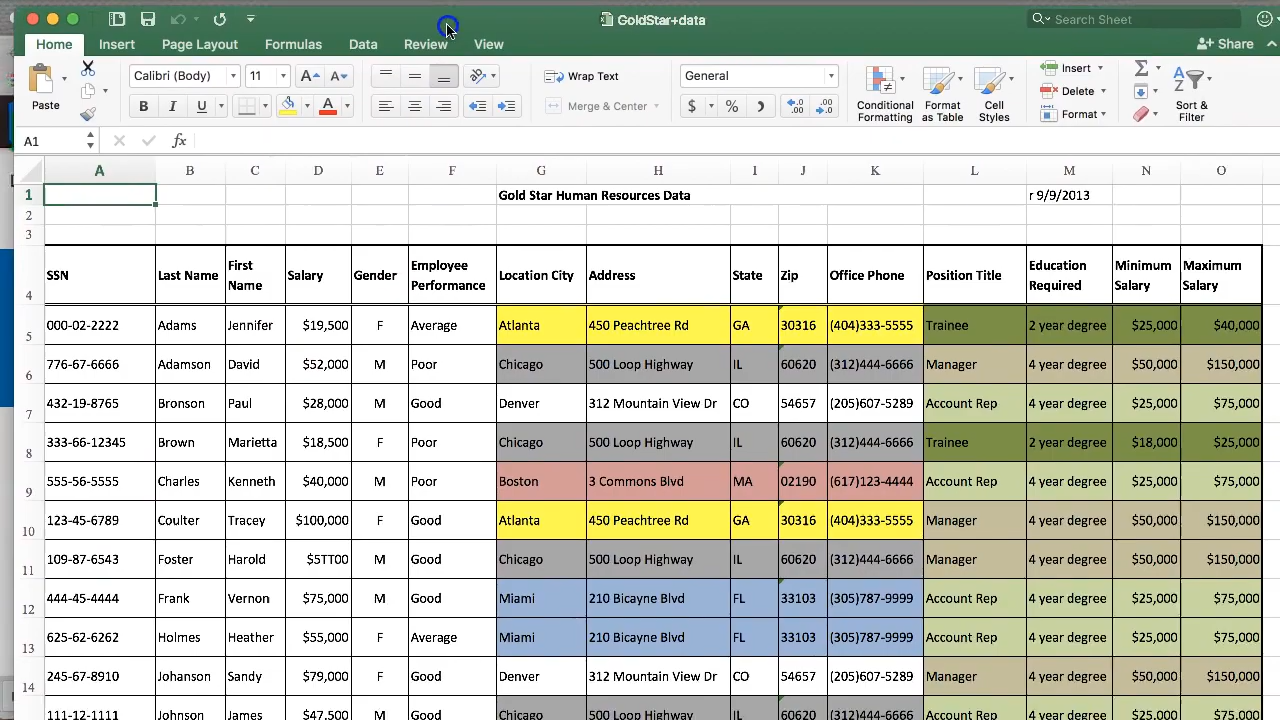 GoldStar+data
Search Sheet
Home Insert Page Layout Formulas Data Review View
Share
Calibri (Body) 11 A A
Wrap Text
General
Insert
Σ
Paste
B I U A
Merge & Center
$ % ,
Conditional Formatting
Format as Table
Cell Styles
Delete
Format
Sort & Filter
A1 fx
A B C D E F G H I J K L M N O
1 Gold Star Human Resources Data r 9/9/2013
2
3
4 SSN Last Name First Name Salary Gender Employee Performance Location City Address State Zip Office Phone Position Title Education Required Minimum Salary Maximum Salary
5 000-02-2222 Adams Jennifer $19,500 F Average Atlanta 450 Peachtree Rd GA 30316 (404)333-5555 Trainee 2 year degree $25,000 $40,000
6 776-67-6666 Adamson David $52,000 M Poor Chicago 500 Loop Highway IL 60620 (312)444-6666 Manager 4 year degree $50,000 $150,000
7 432-19-8765 Bronson Paul $28,000 M Good Denver 312 Mountain View Dr CO 54657 (205)607-5289 Account Rep 4 year degree $25,000 $75,000
8 333-66-12345 Brown Marietta $18,500 F Poor Chicago 500 Loop Highway IL 60620 (312)444-6666 Trainee 2 year degree $18,000 $25,000
9 555-56-5555 Charles Kenneth $40,000 M Poor Boston 3 Commons Blvd MA 02190 (617)123-4444 Account Rep 4 year degree $25,000 $75,000
10 123-45-6789 Coulter Tracey $100,000 F Good Atlanta 450 Peachtree Rd GA 30316 (404)333-5555 Manager 4 year degree $50,000 $150,000
11 109-87-6543 Foster Harold $5TT00 M Good Chicago 500 Loop Highway IL 60620 (312)444-6666 Manager 4 year degree $50,000 $150,000
12 444-45-4444 Frank Vernon $75,000 M Good Miami 210 Bicayne Blvd FL 33103 (305)787-9999 Account Rep 4 year degree $25,000 $75,000
13 625-62-6262 Holmes Heather $55,000 F Average Miami 210 Bicayne Blvd FL 33103 (305)787-9999 Account Rep 4 year degree $25,000 $75,000
14 245-67-8910 Johanson Sandy $79,000 F Good Denver 312 Mountain View Dr CO 54657 (205)607-5289 Manager 4 year degree $50,000 $150,000
111-12-1111 Johnson James $47,500 M Good Chicago 500 Loop Highway IL 60620 (312)444-6666 Account Rep 4 year degree $25,000 $75,000